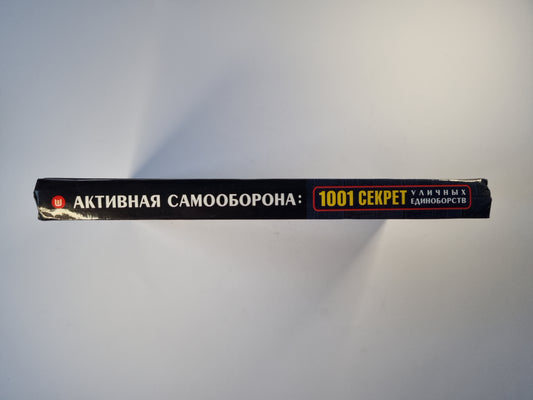 Ш
АКТИВНАЯ САМООБОРОНА:
1001 СЕКРЕТ
УЛИЧНЫХ
ЕДИНОБОРСТВ